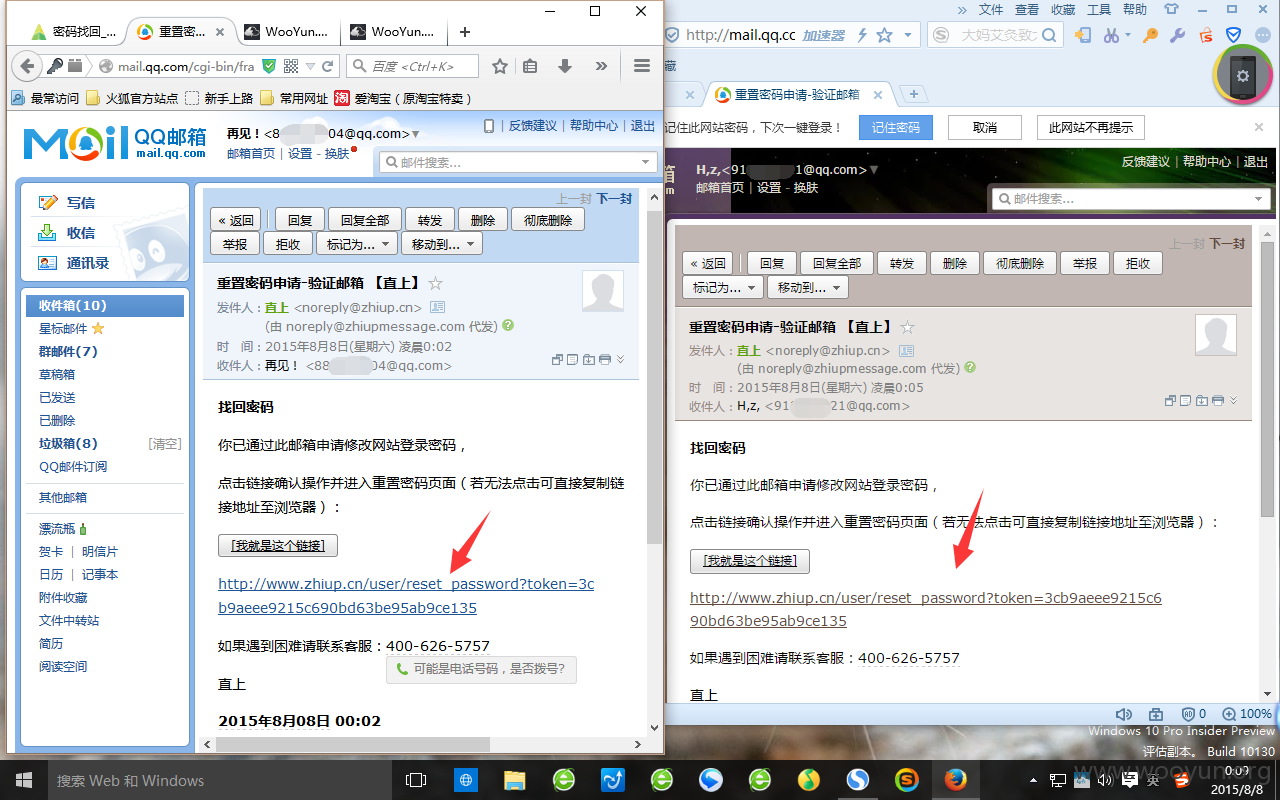 密码找回_...
重置密...
WooYun....
WooYun....
mail.qq.com/cgi-bin/fra
百度 <Ctrl+K>
最常访问
火狐官方站点
新手上路
常用网址
爱淘宝（原淘宝特卖）
Mail QQ邮箱
mail.qq.com
再见！<8 04@qq.com>
反馈建议 | 帮助中心 | 退出
邮箱首页 | 设置 - 换肤
邮件搜索...
写信
收信
通讯录
收件箱(10)
星标邮件
群邮件(7)
草稿箱
已发送
已删除
垃圾箱(8) [清空]
QQ邮件订阅
其他邮箱
漂流瓶
贺卡 | 明信片
日历 | 记事本
附件收藏
文件中转站
简历
阅读空间
上一封 下一封
« 返回 回复 回复全部 转发 删除 彻底删除
举报 拒收 标记为... 移动到...
重置密码申请-验证邮箱 【直上】
发件人：直上 <noreply@zhiup.cn>
(由 noreply@zhiupmessage.com 代发)
时 间：2015年8月8日(星期六) 凌晨0:02
收件人：再见！ <88 04@qq.com>
找回密码
你已通过此邮箱申请修改网站登录密码，
点击链接确认操作并进入重置密码页面（若无法点击可直接复制链
接地址至浏览器）：
[我就是这个链接]
http://www.zhiup.cn/user/reset_password?token=3c
b9aeee9215c690bd63be95ab9ce135
如果遇到困难请联系客服：400-626-5757
可能是电话号码，是否拨号?
直上
2015年8月08日 00:02
» 文件 查看 收藏 工具 帮助
http://mail.qq.cc 加速器
大妈艾灸致
藏
重置密码申请-验证邮箱
记住此网站密码，下次一键登录！ 记住密码 取消 此网站不再提示
H,z,<91 1@qq.com>
反馈建议 | 帮助中心 | 退出
邮箱首页 | 设置 - 换肤
邮件搜索...
上一封 下一封
« 返回 回复 回复全部 转发 删除 彻底删除 举报 拒收
标记为... 移动到...
重置密码申请-验证邮箱 【直上】
发件人：直上 <noreply@zhiup.cn>
(由 noreply@zhiupmessage.com 代发)
时 间：2015年8月8日(星期六) 凌晨0:05
收件人：H,z, <91 21@qq.com>
找回密码
你已通过此邮箱申请修改网站登录密码，
点击链接确认操作并进入重置密码页面（若无法点击可直接复制链接地址至浏览器）：
[我就是这个链接]
http://www.zhiup.cn/user/reset_password?token=3cb9aeee9215c6
90bd63be95ab9ce135
如果遇到困难请联系客服：400-626-5757
直上
0 100%
Windows 10 Pro Insider Preview
评估副本。 Build 10130
www.wooyun.org
搜索 Web 和 Windows
英
0:09
2015/8/8